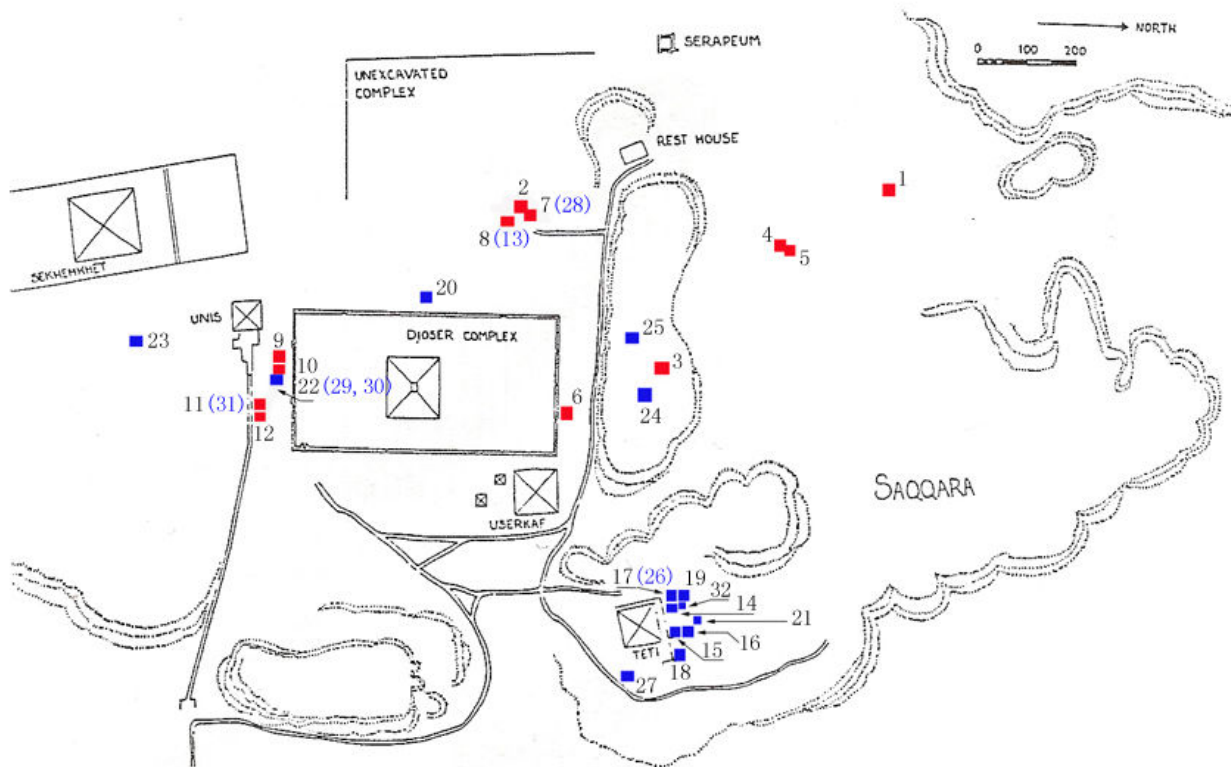 NORTH
SERAPEUM
0 100 200
UNEXCAVATED
COMPLEX
REST HOUSE
1
2
7 (28)
8 (13)
4
5
SEKHEMKHET
20
UNIS
DJOSER COMPLEX
23
25
9
3
10
22 (29, 30)
24
11 (31)
6
12
SAQQARA
USERKAF
17 (26) 19
32
14
21
16
TETI
15
18
27